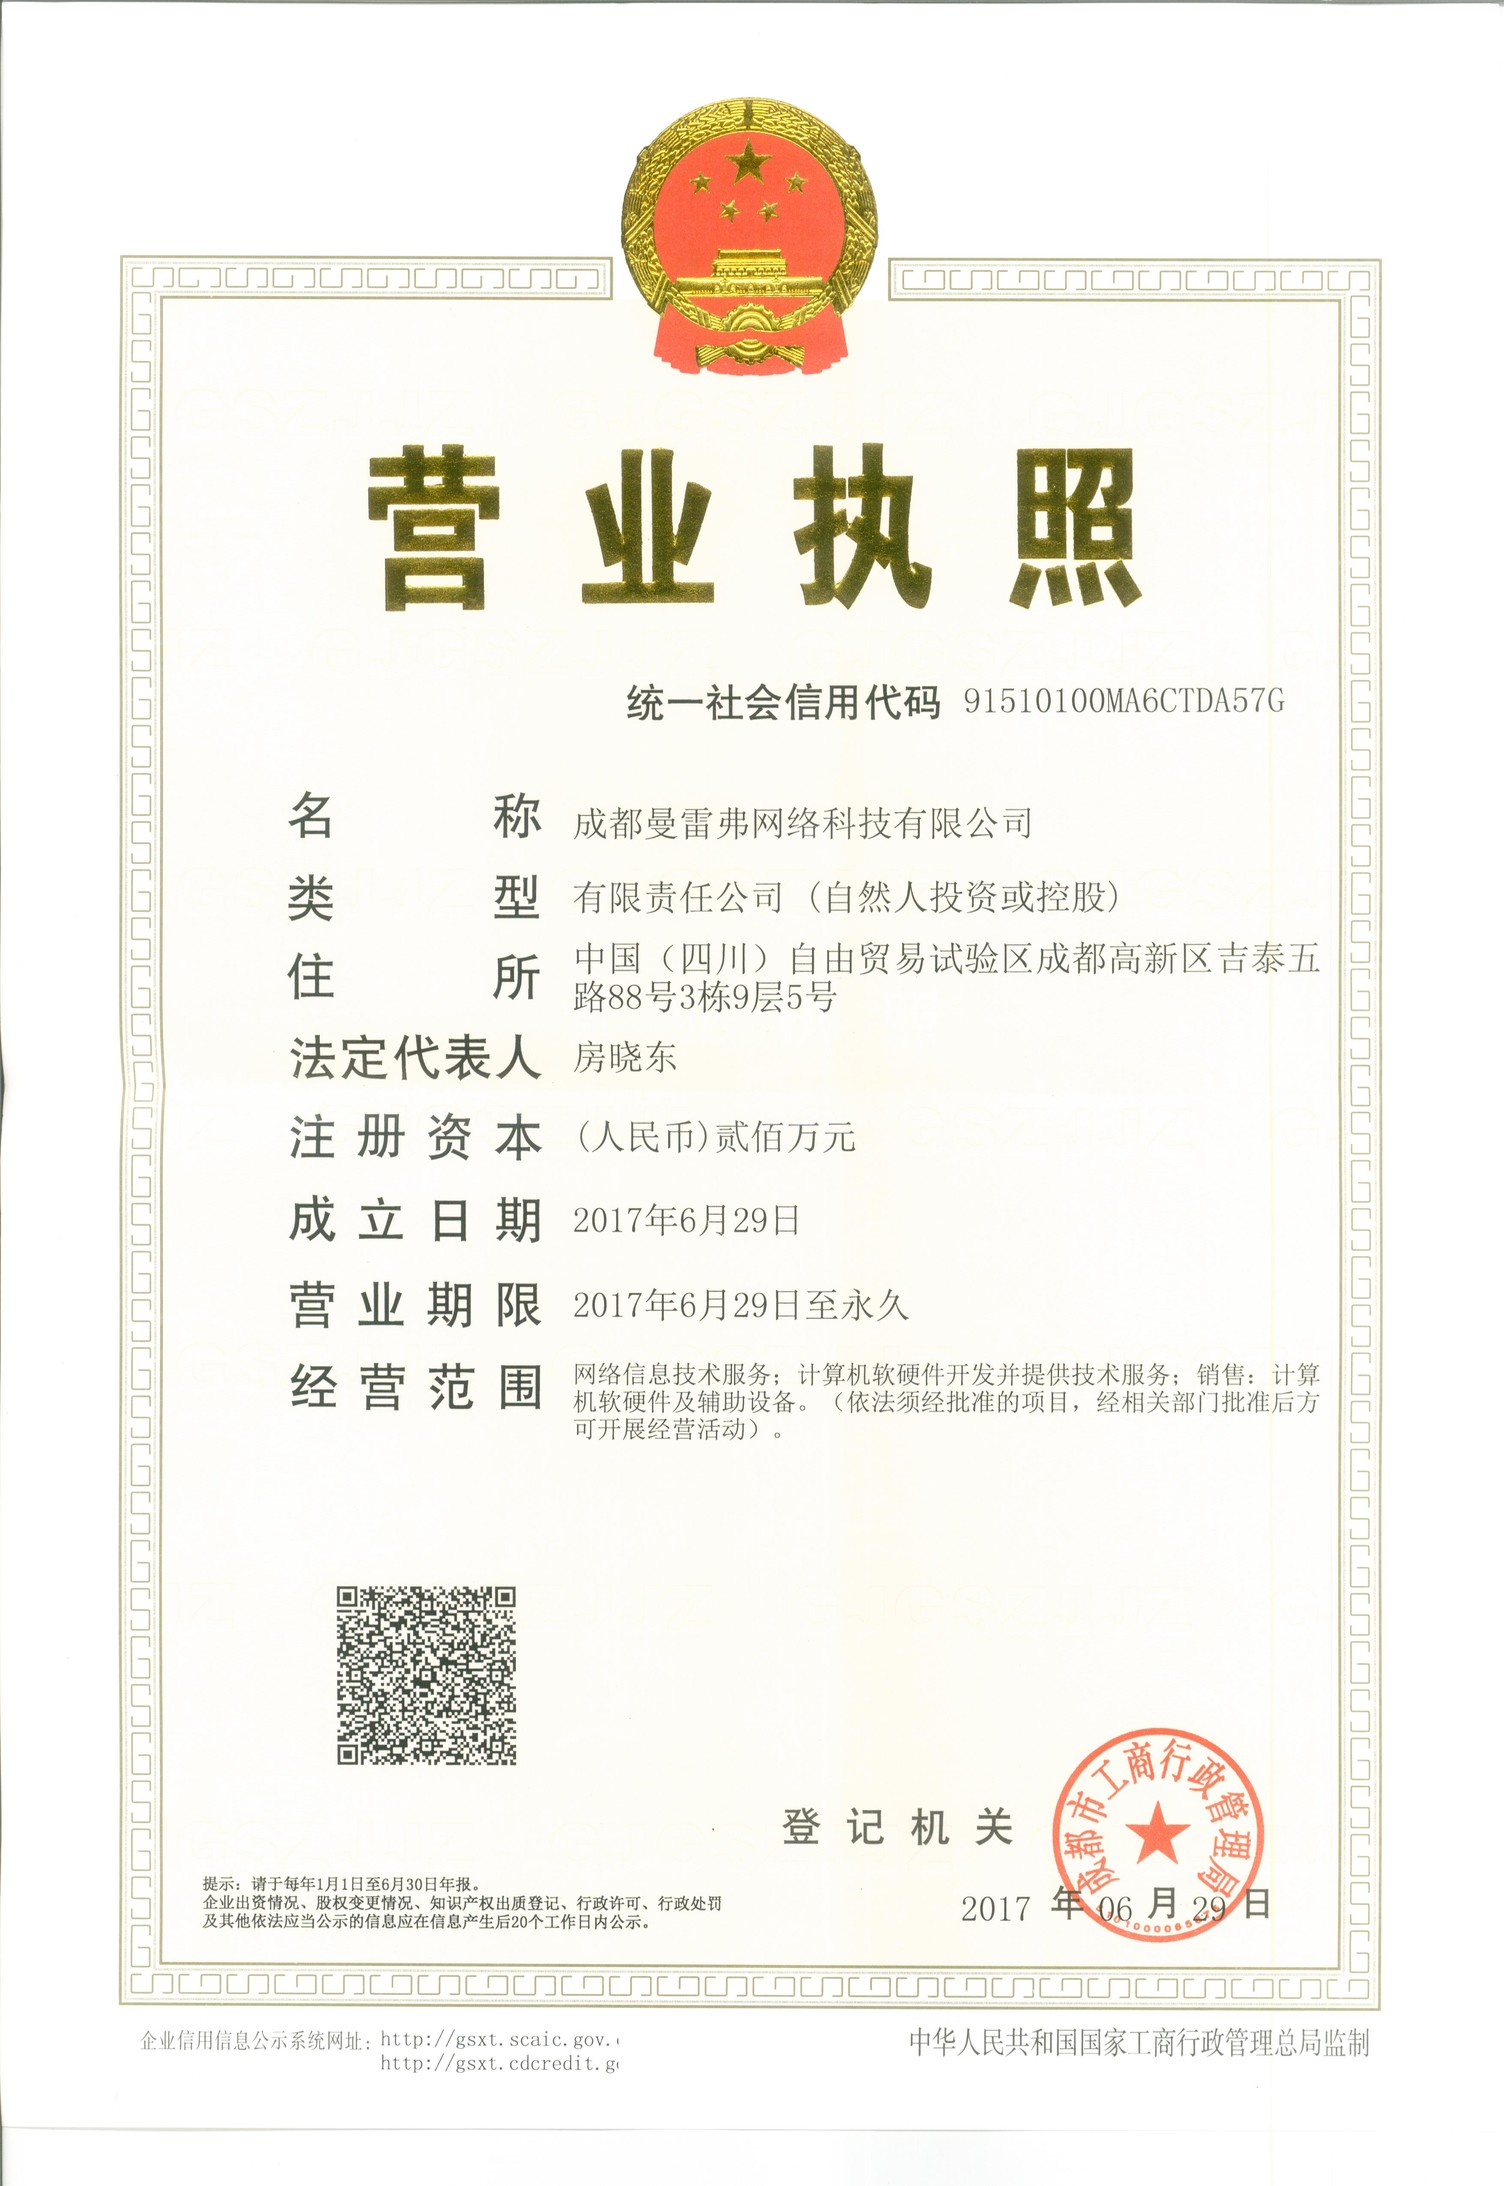 营业执照
统一社会信用代码 91510100MA6CTDA57G
名称 成都曼雷弗网络科技有限公司
类型 有限责任公司 (自然人投资或控股)
住所 中国（四川）自由贸易试验区成都高新区吉泰五
路88号3栋9层5号
法定代表人 房晓东
注册资本 (人民币)贰佰万元
成立日期 2017年6月29日
营业期限 2017年6月29日至永久
经营范围 网络信息技术服务；计算机软硬件开发并提供技术服务；销售：计算
机软硬件及辅助设备。（依法须经批准的项目，经相关部门批准后方
可开展经营活动）。
登记机关
成都市工商行政管理局
2017 年 06 月 29 日
提示：请于每年1月1日至6月30日年报。
企业出资情况、股权变更情况、知识产权出质登记、行政许可、行政处罚
及其他依法应当公示的信息应在信息产生后20个工作日内公示。
企业信用信息公示系统网址： http://gsxt.scaic.gov.
http://gsxt.cdcredit.g
中华人民共和国国家工商行政管理总局监制